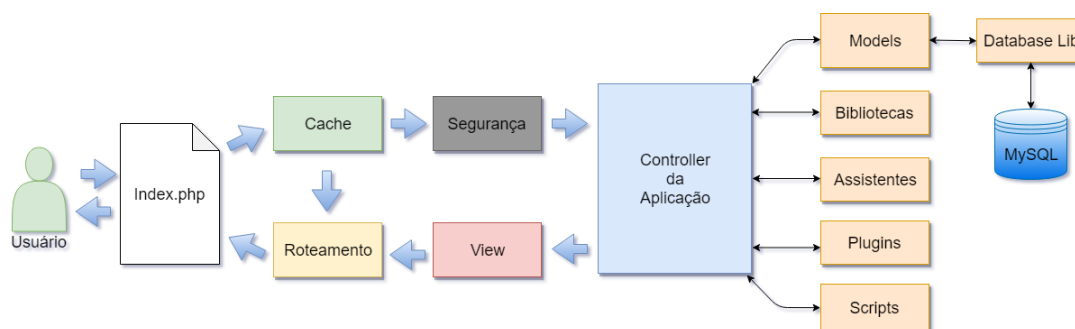 Models
Database Lib
Cache
Segurança
Bibliotecas
MySQL
Index.php
Controller
da
Aplicação
Assistentes
Usuário
Roteamento
View
Plugins
Scripts